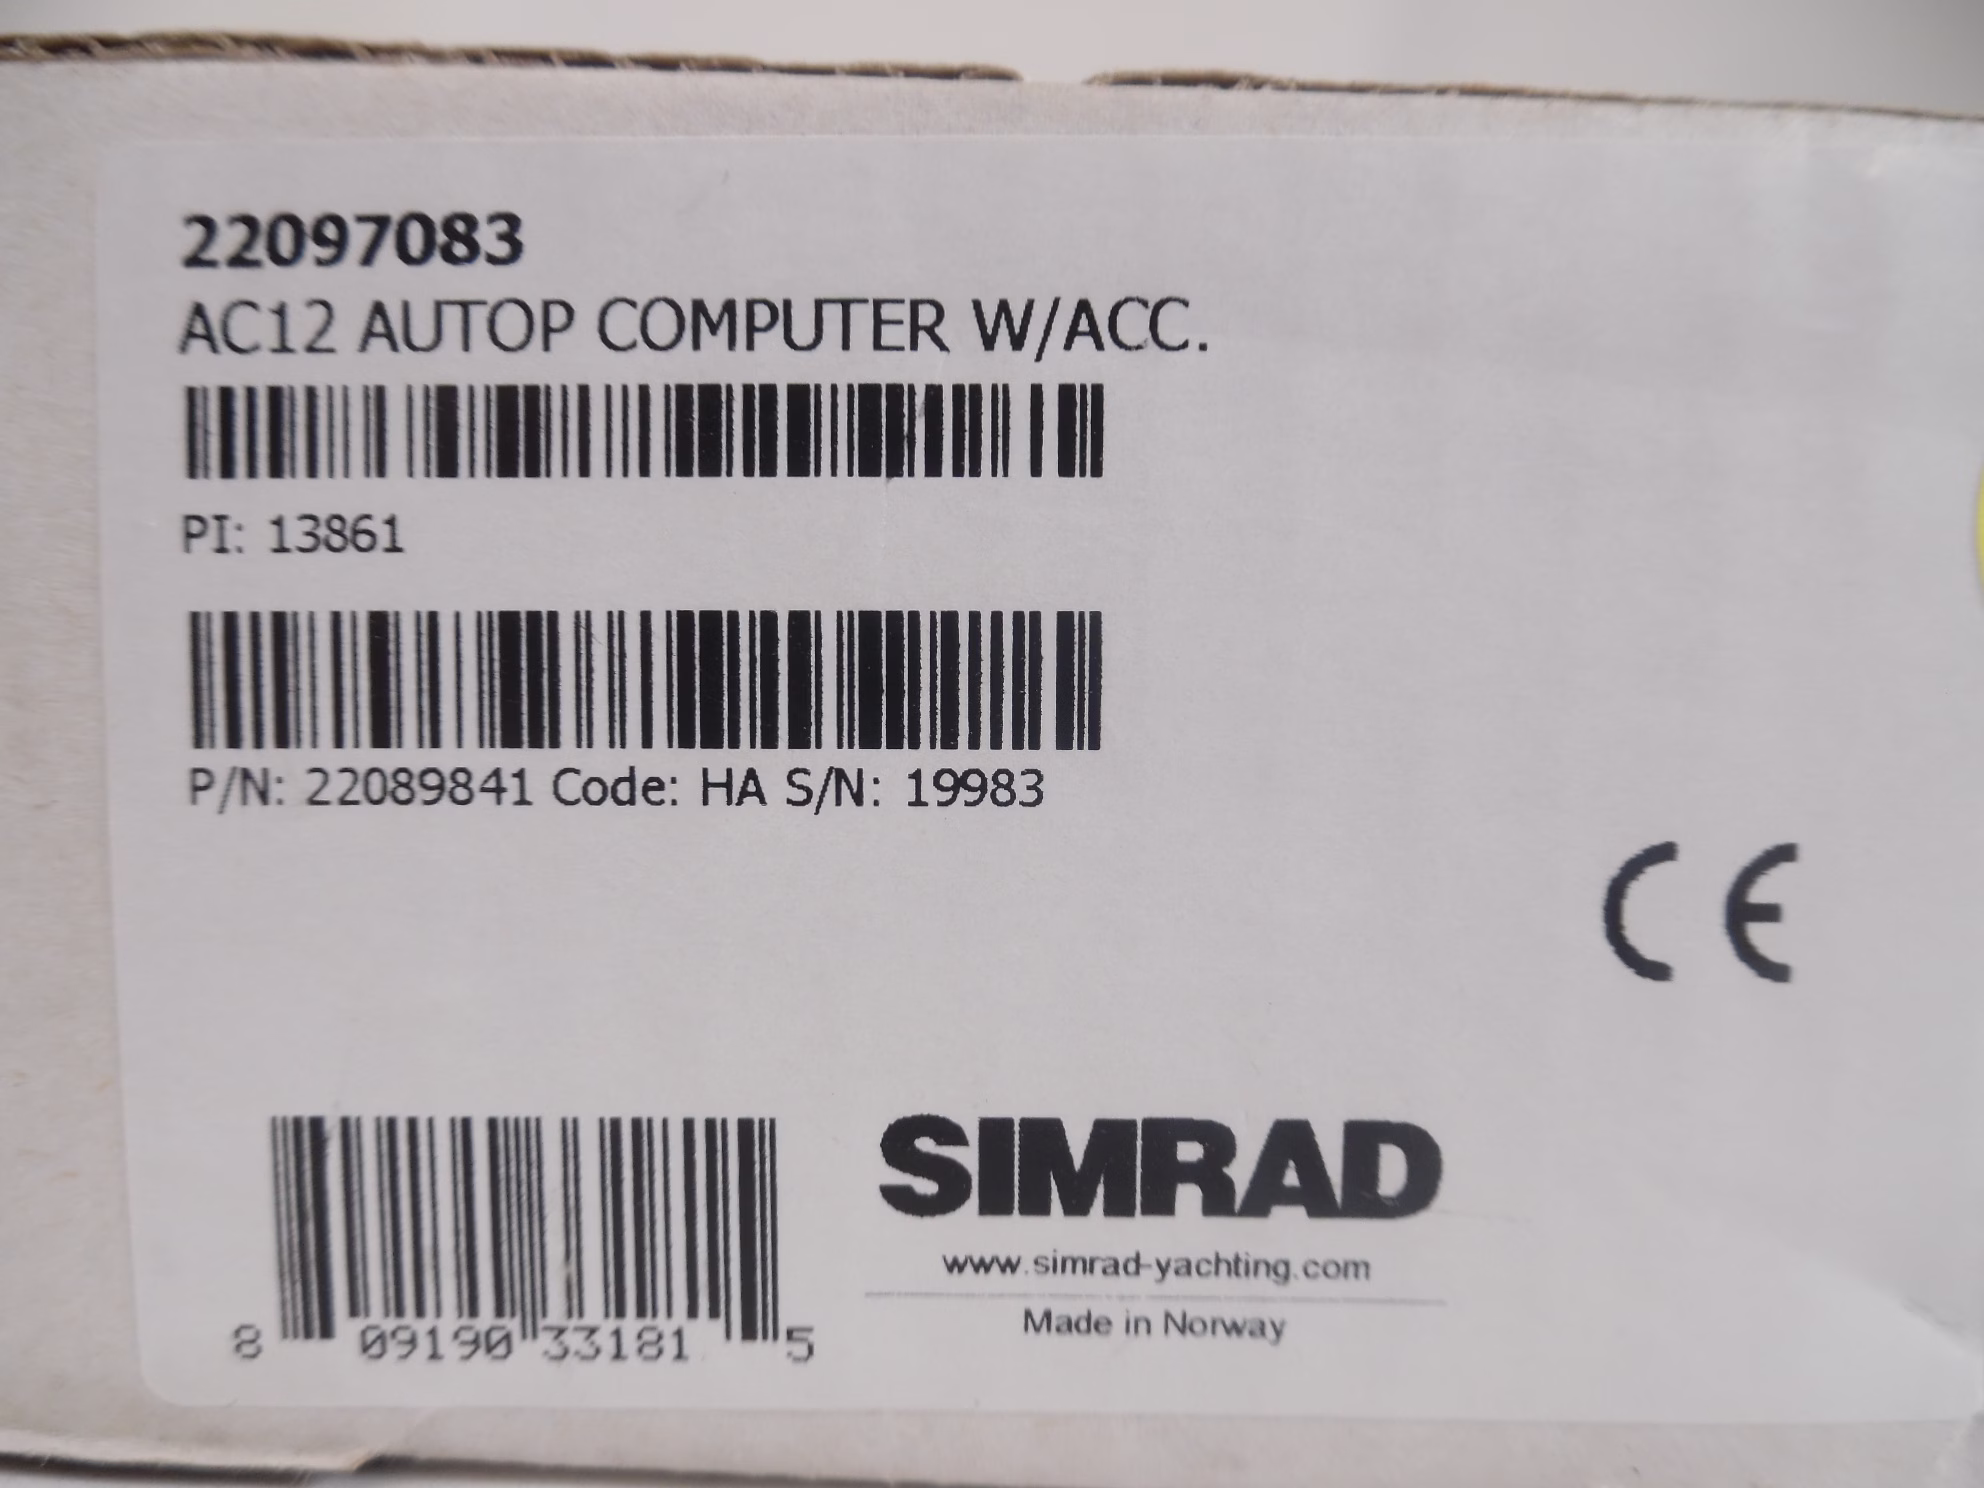 22097083
AC12 AUTOP COMPUTER W/ACC.
PI: 13861
P/N: 22089841 Code: HA S/N: 19983
CE
SIMRAD
www.simrad-yachting.com
Made in Norway
8 09190 33181 5